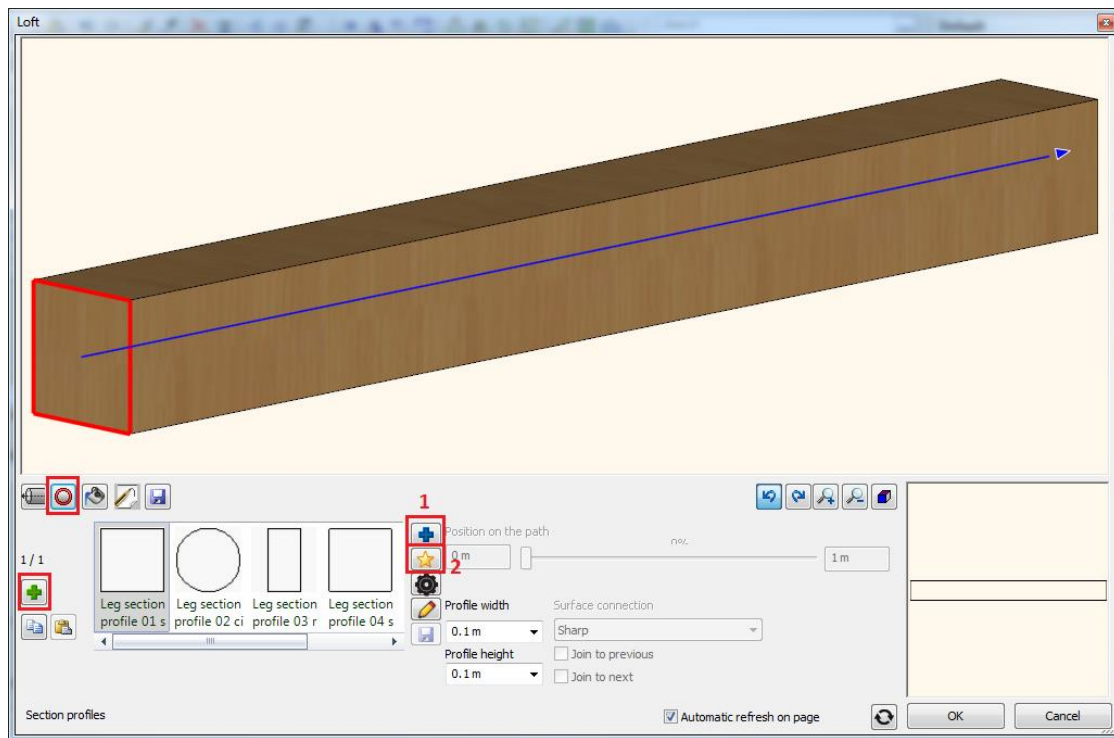 Loft
Default
1
Position on the path
0%
0 m
1 m
2
1 / 1
Leg section profile 01 s
Leg section profile 02 ci
Leg section profile 03 r
Leg section profile 04 s
Profile width
Surface connection
0.1 m
Sharp
Profile height
Join to previous
0.1 m
Join to next
Section profiles
Automatic refresh on page
OK
Cancel